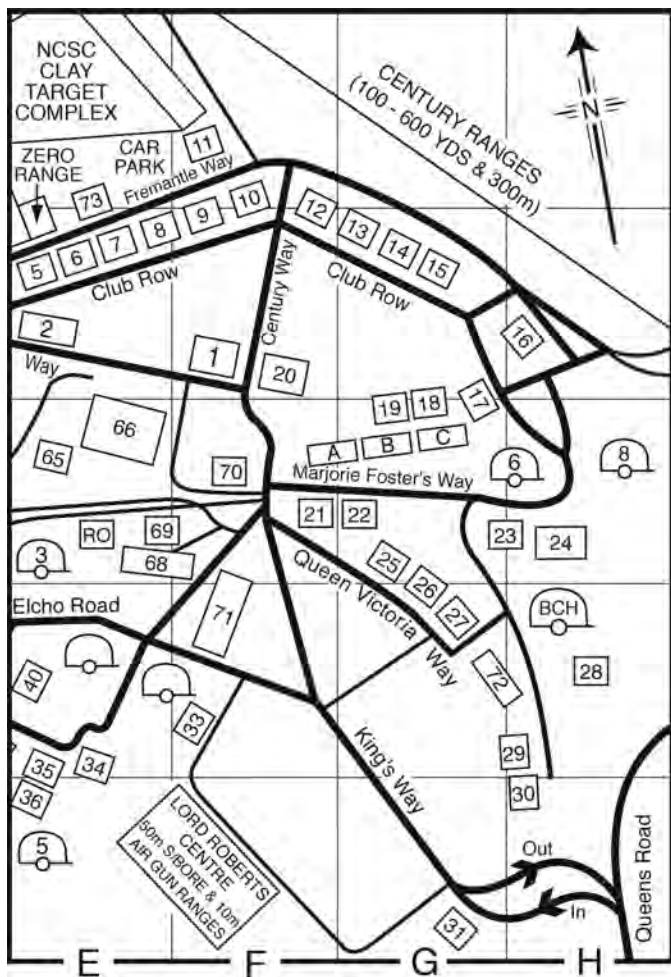 NCSC
CLAY
TARGET
COMPLEX
CENTURY RANGES
(100 - 600 YDS & 300m)
N
ZERO
RANGE
CAR
PARK
11
73
Fremantle Way
5
6
7
8
9
10
12
13
14
15
Club Row
Century Way
Club Row
2
1
20
16
Way
19
18
17
66
A
B
C
65
70
Marjorie Foster's Way
6
8
RO
69
21
22
23
24
3
68
25
26
27
Queen Victoria
Way
Elcho Road
71
BCH
40
72
28
33
King's Way
35
34
29
36
30
5
LORD ROBERTS
CENTRE
50m S/BORE & 10m
AIR GUN RANGES
Out
In
Queens Road
31
E
F
G
H